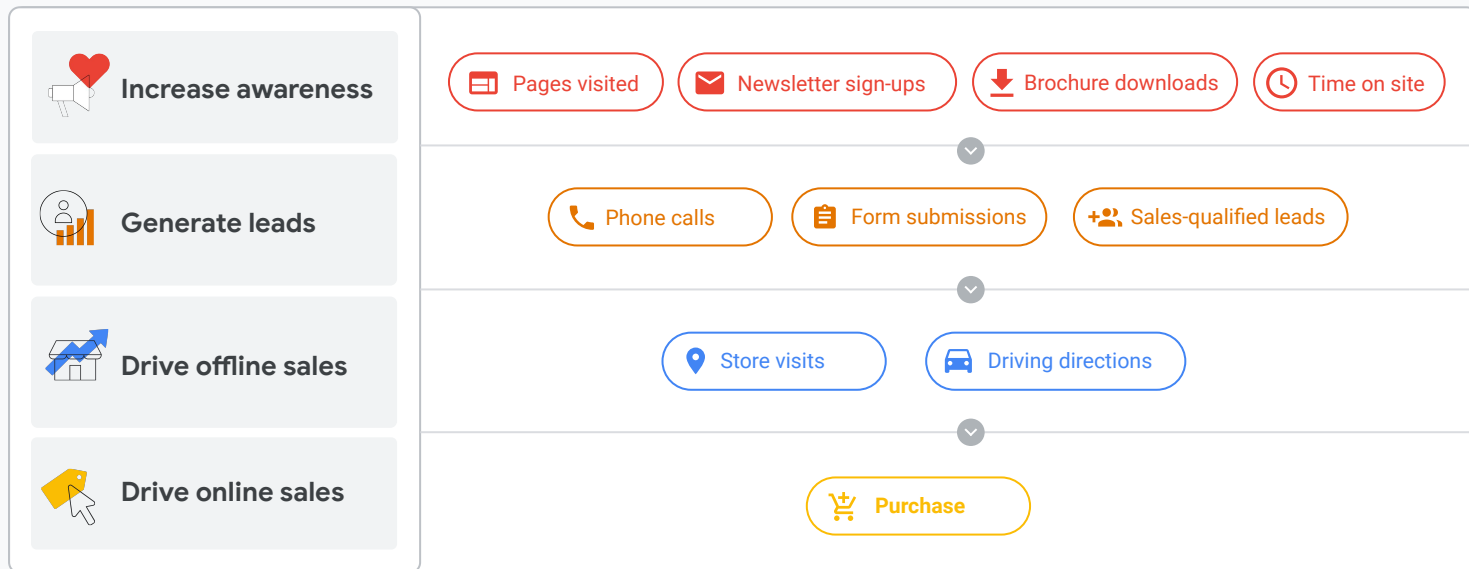 Increase awareness
Pages visited
Newsletter sign-ups
Brochure downloads
Time on site
Generate leads
Phone calls
Form submissions
Sales-qualified leads
Drive offline sales
Store visits
Driving directions
Drive online sales
Purchase